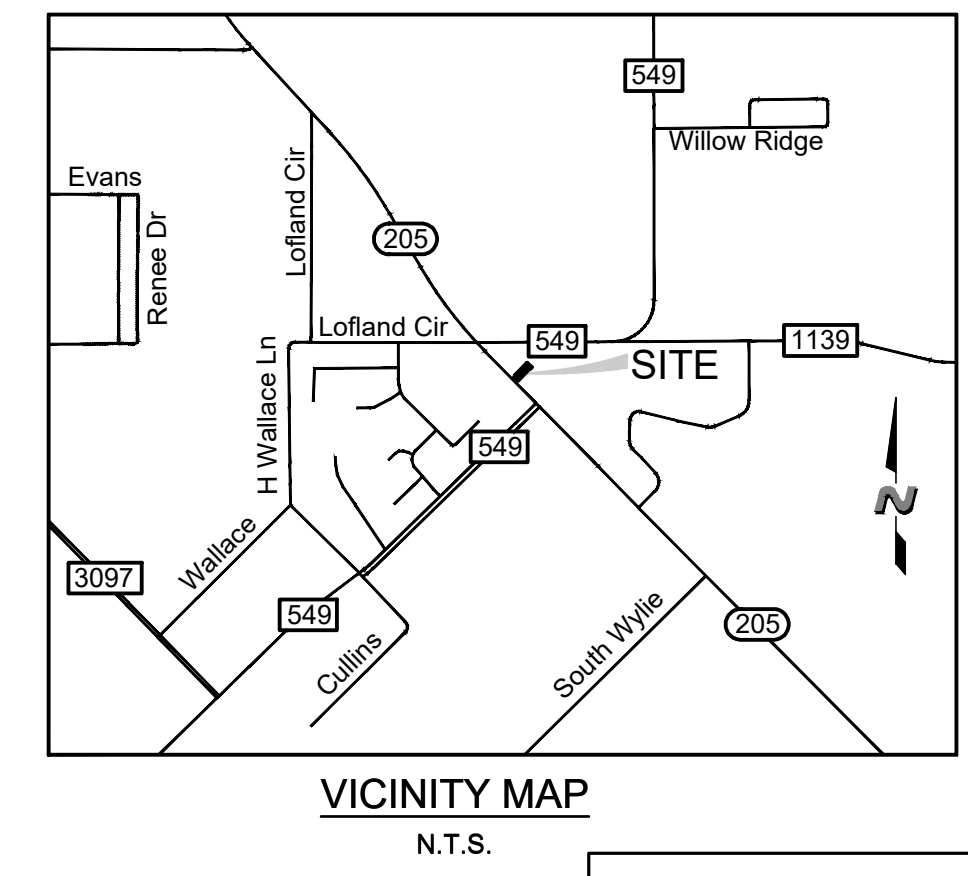 549
Willow Ridge
Evans
Renee Dr
Lofland Cir
205
Lofland Cir
549
1139
SITE
H Wallace Ln
549
N
Wallace
3097
549
Cullins
South Wylie
205
VICINITY MAP
N.T.S.